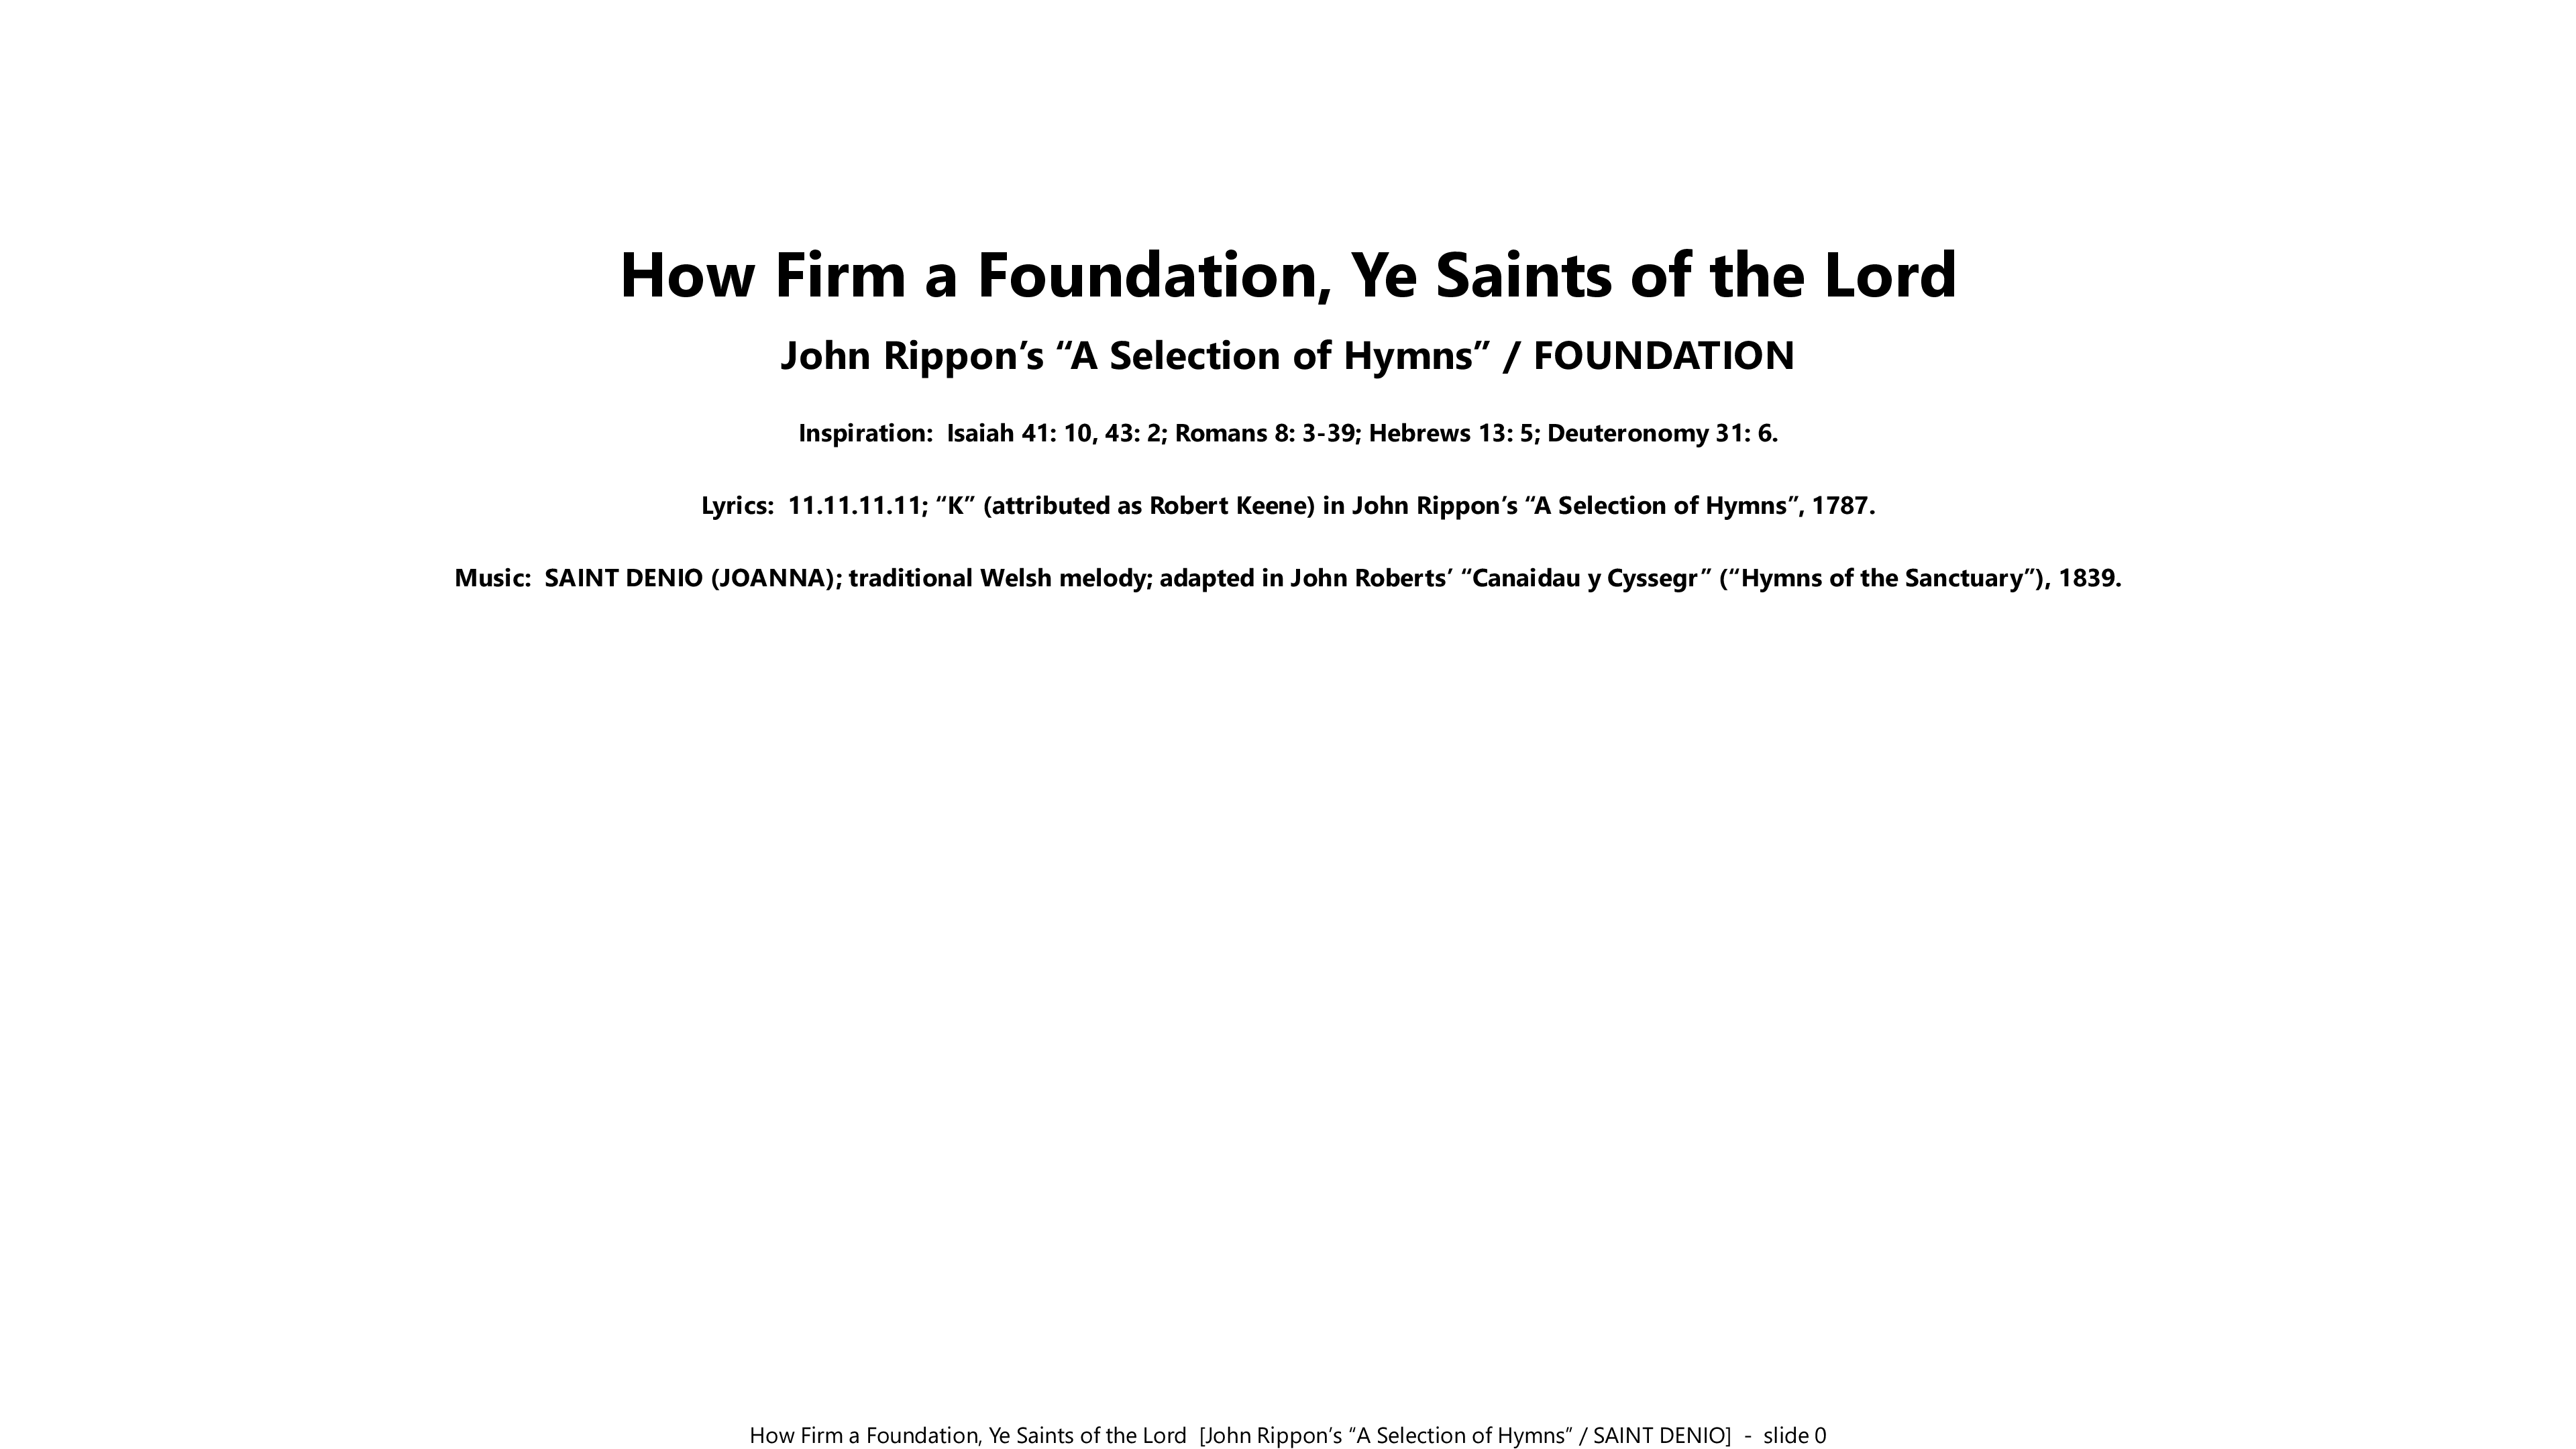 How Firm a Foundation, Ye Saints of the Lord
John Rippon’s “A Selection of Hymns” / FOUNDATION
Inspiration:  Isaiah 41: 10, 43: 2; Romans 8: 3-39; Hebrews 13: 5; Deuteronomy 31: 6.
Lyrics:  11.11.11.11; “K” (attributed as Robert Keene) in John Rippon’s “A Selection of Hymns”, 1787.
Music:  SAINT DENIO (JOANNA); traditional Welsh melody; adapted in John Roberts’ “Canaidau y Cyssegr” (“Hymns of the Sanctuary”), 1839.
How Firm a Foundation, Ye Saints of the Lord  [John Rippon’s “A Selection of Hymns” / SAINT DENIO]  -  slide 0